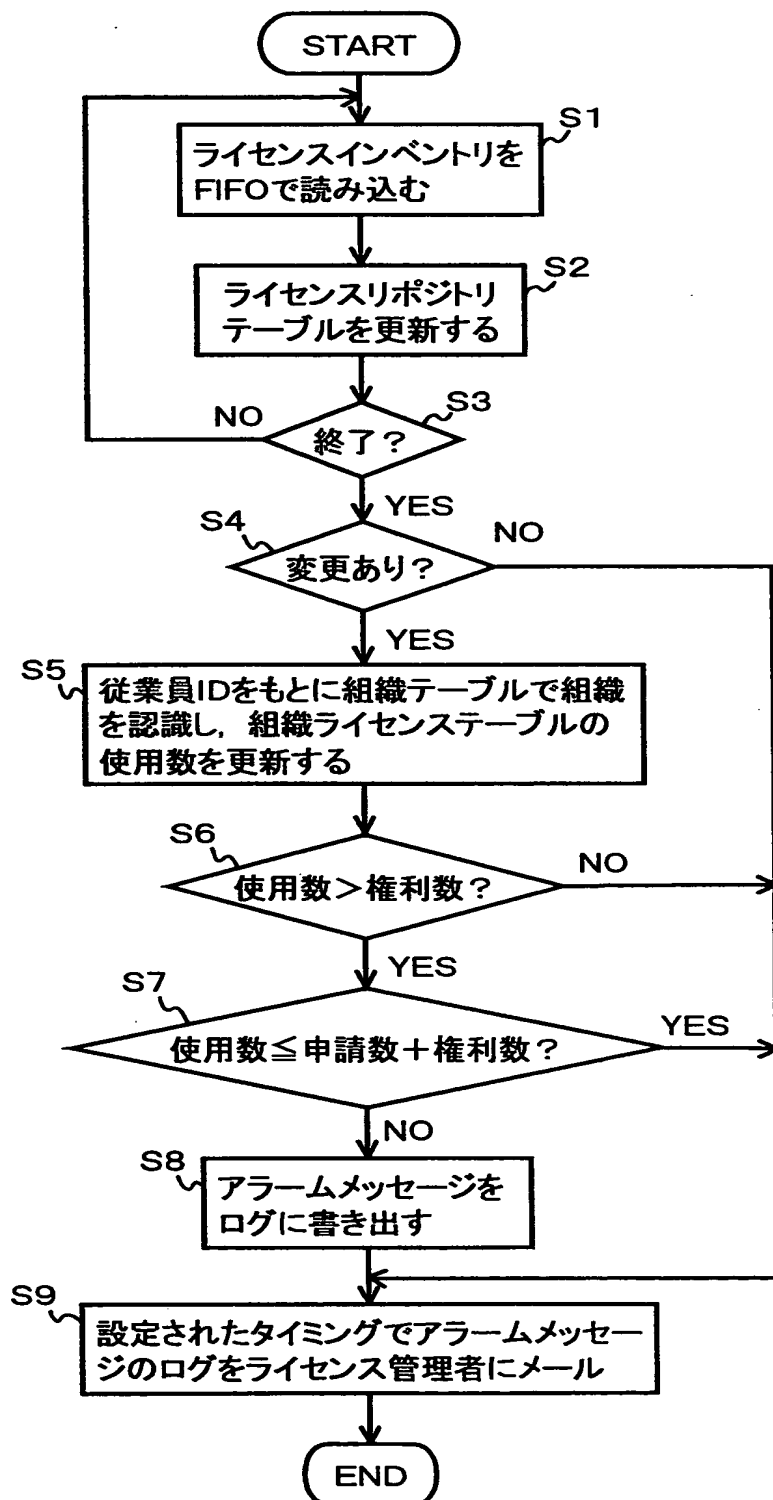 START
S1
ライセンスインベントリを
FIFOで読み込む
S2
ライセンスリポジトリ
テーブルを更新する
S3
NO
終了?
YES
S4
NO
変更あり?
YES
S5
従業員IDをもとに組織テーブルで組織
を認識し,組織ライセンステーブルの
使用数を更新する
S6
NO
使用数>権利数?
YES
S7
YES
使用数≦申請数+権利数?
NO
S8
アラームメッセージを
ログに書き出す
S9
設定されたタイミングでアラームメッセー
ジのログをライセンス管理者にメール
END